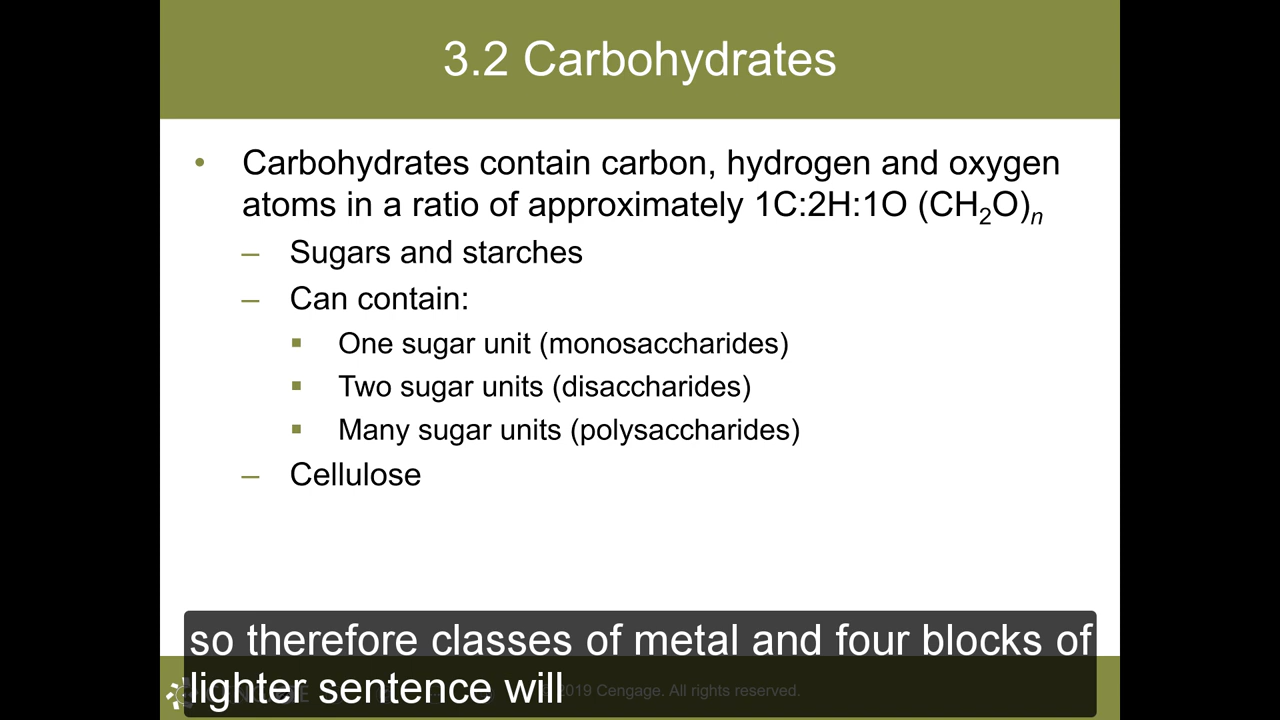 3.2 Carbohydrates
• Carbohydrates contain carbon, hydrogen and oxygen
atoms in a ratio of approximately 1C:2H:1O (CH₂O)ₙ
– Sugars and starches
– Can contain:
▪ One sugar unit (monosaccharides)
▪ Two sugar units (disaccharides)
▪ Many sugar units (polysaccharides)
– Cellulose
so therefore classes of metal and four blocks of
lighter sentence will
2019 Cengage. All rights reserved.